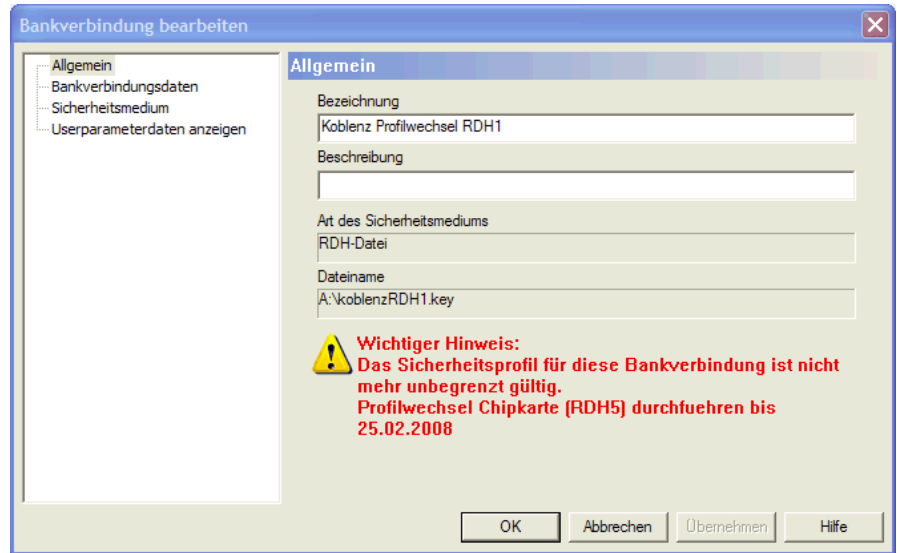 Bankverbindung bearbeiten
Allgemein
Bankverbindungsdaten
Sicherheitsmedium
Userparameterdaten anzeigen
Allgemein
Bezeichnung
Koblenz Profilwechsel RDH1
Beschreibung
Art des Sicherheitsmediums
RDH-Datei
Dateiname
A:\koblenzRDH1.key
Wichtiger Hinweis:
Das Sicherheitsprofil für diese Bankverbindung ist nicht
mehr unbegrenzt gültig.
Profilwechsel Chipkarte (RDH5) durchfuehren bis
25.02.2008
OK
Abbrechen
Übernehmen
Hilfe